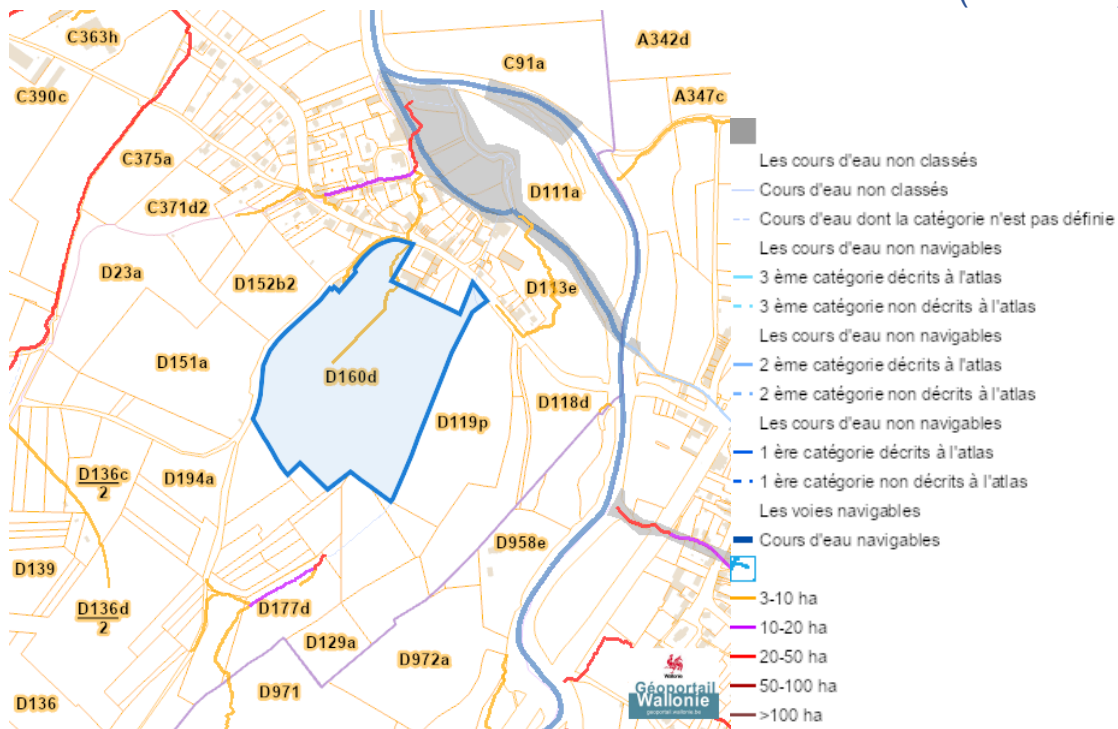 (
C363h
A342d
C91a
C390c
A347c
C375a
Les cours d'eau non classés
Cours d'eau non classés
D111a
C371d2
Cours d'eau dont la catégorie n'est pas définie
Les cours d'eau non navigables
D23a
D152b2
D113e
3 ème catégorie décrits à l'atlas
3 ème catégorie non décrits à l'atlas
Les cours d'eau non navigables
D151a
D160d
2 ème catégorie décrits à l'atlas
2 ème catégorie non décrits à l'atlas
D118d
D119p
Les cours d'eau non navigables
1 ère catégorie décrits à l'atlas
D136c
2
D194a
1 ère catégorie non décrits à l'atlas
Les voies navigables
Cours d'eau navigables
D958e
D139
3-10 ha
D136d
2
D177d
10-20 ha
D129a
20-50 ha
D972a
Wallonie
D971
Géoportail
Wallonie
geoportail.wallonie.be
50-100 ha
D136
>100 ha